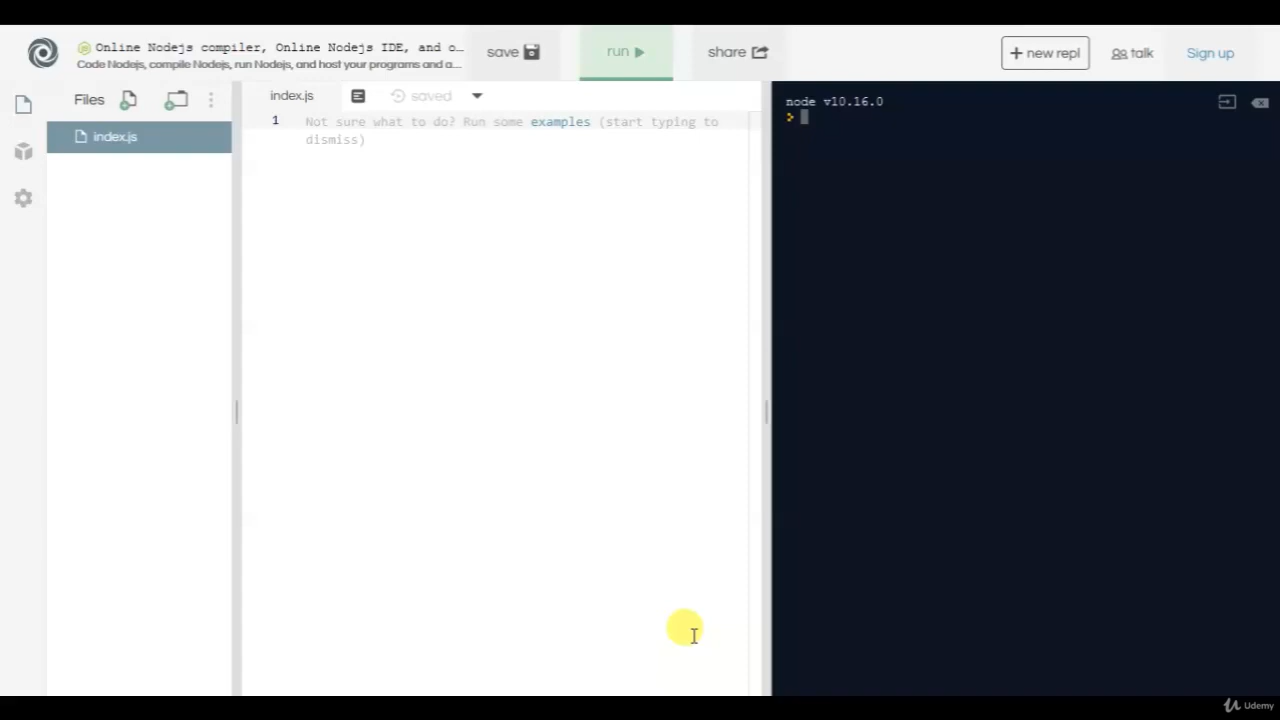 Online Nodejs compiler, Online Nodejs IDE, and o...
Code Nodejs, compile Nodejs, run Nodejs, and host your programs and a...
save
run
share
+ new repl
talk
Sign up
Files
index.js
index.js
saved
1 Not sure what to do? Run some examples (start typing to
dismiss)
node v10.16.0
>
Udemy